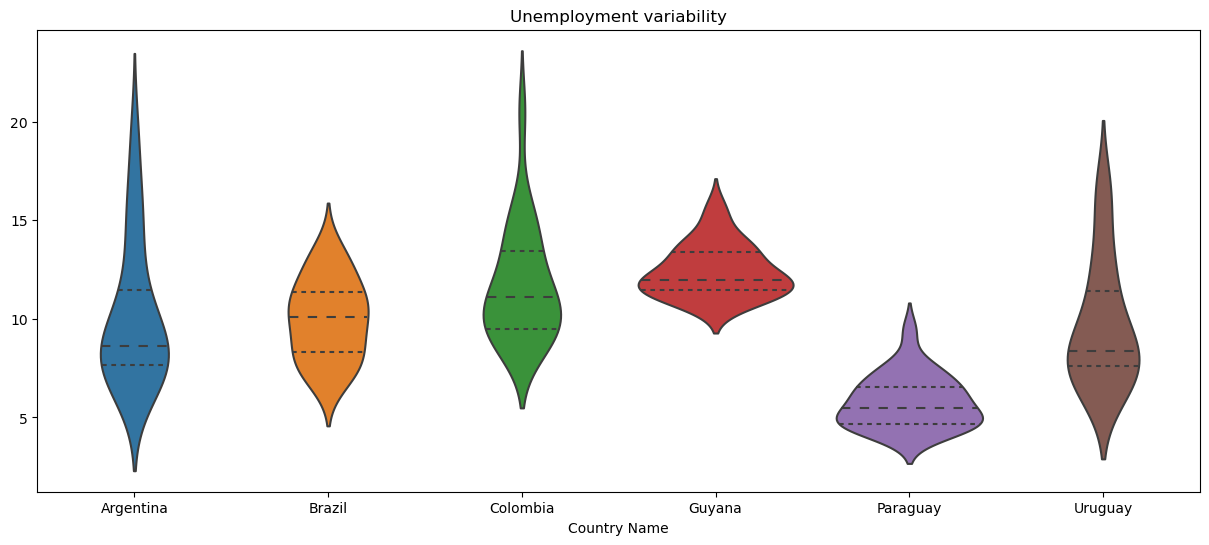 Unemployment variability
20
15
10
5
Argentina Brazil Colombia Guyana Paraguay Uruguay
Country Name